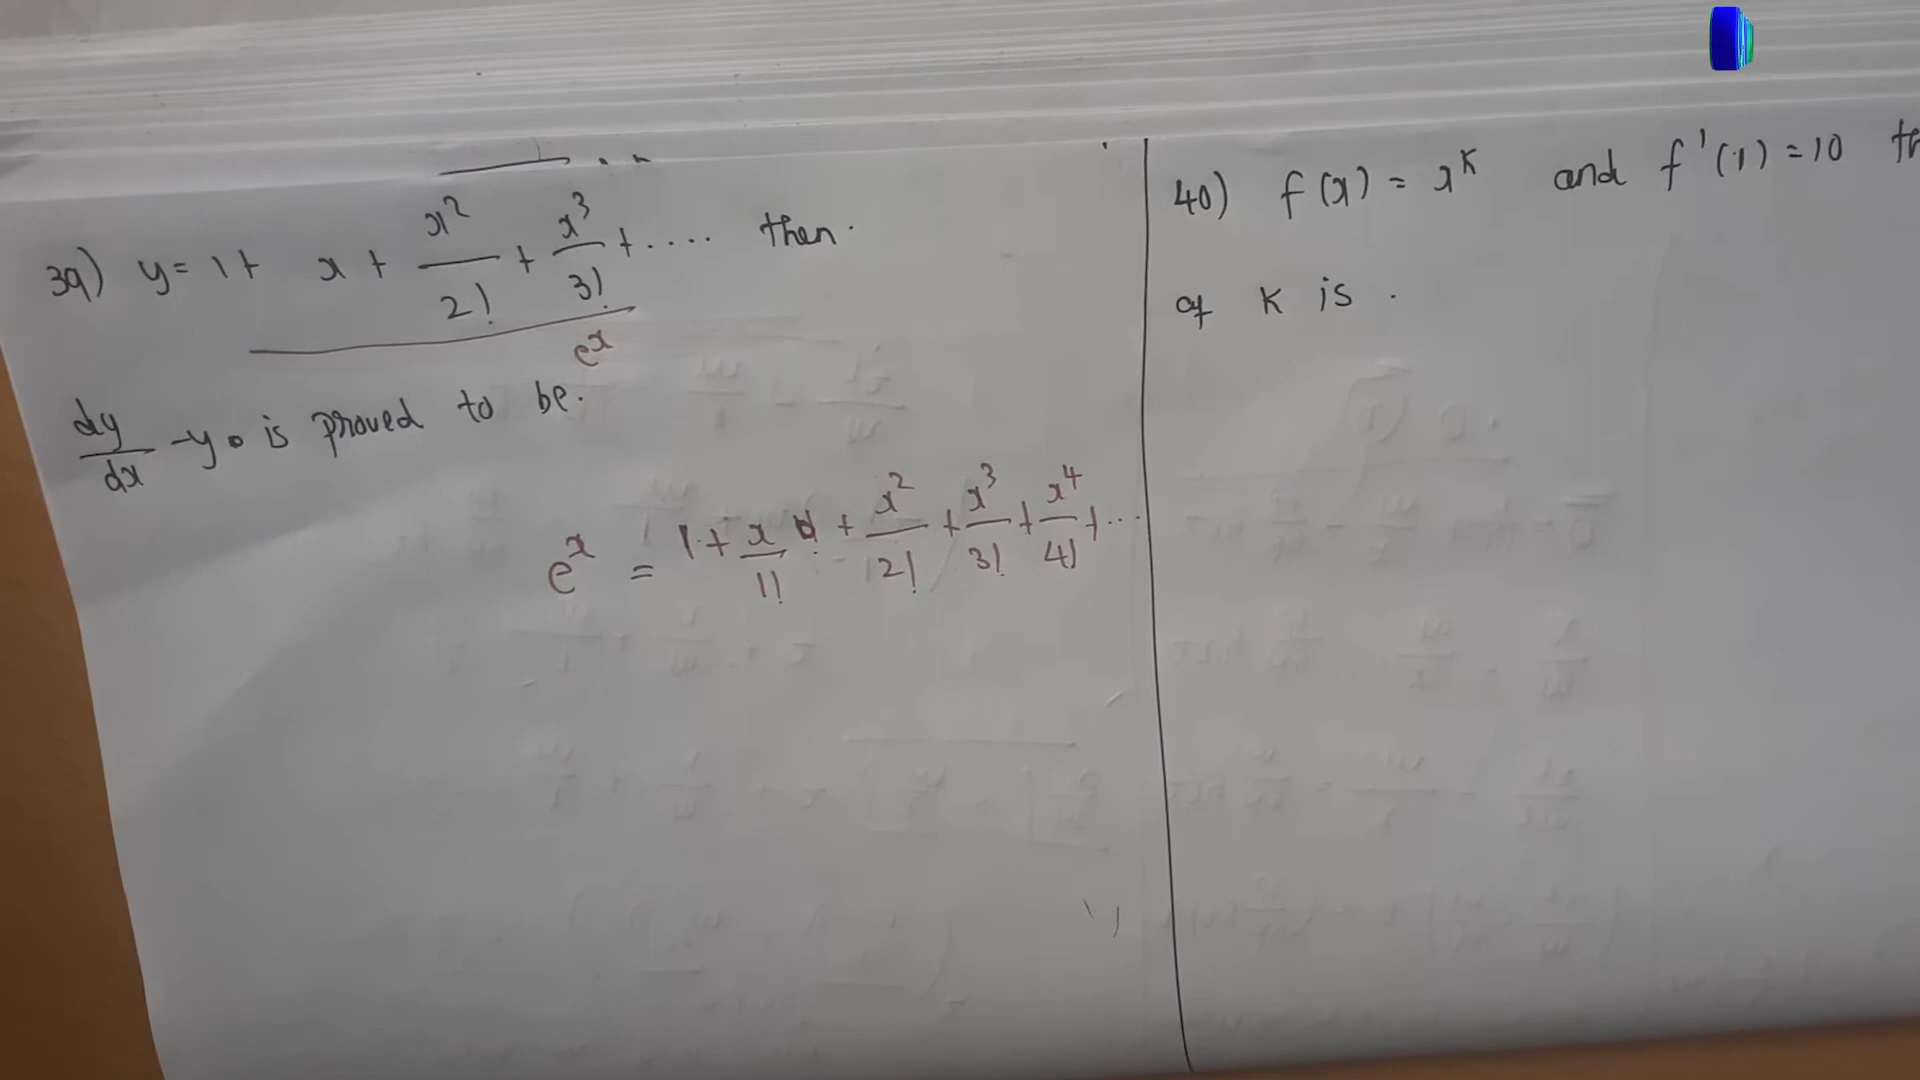 39) y = 1 + x + x²/2! + x³/3! + .... then.
eˣ
dy/dx - y. is proved to be.
eˣ = 1 + x/1! + x²/2! + x³/3! + x⁴/4! + ...
40) f(x) = xᴷ and f'(1) = 10
of K is .